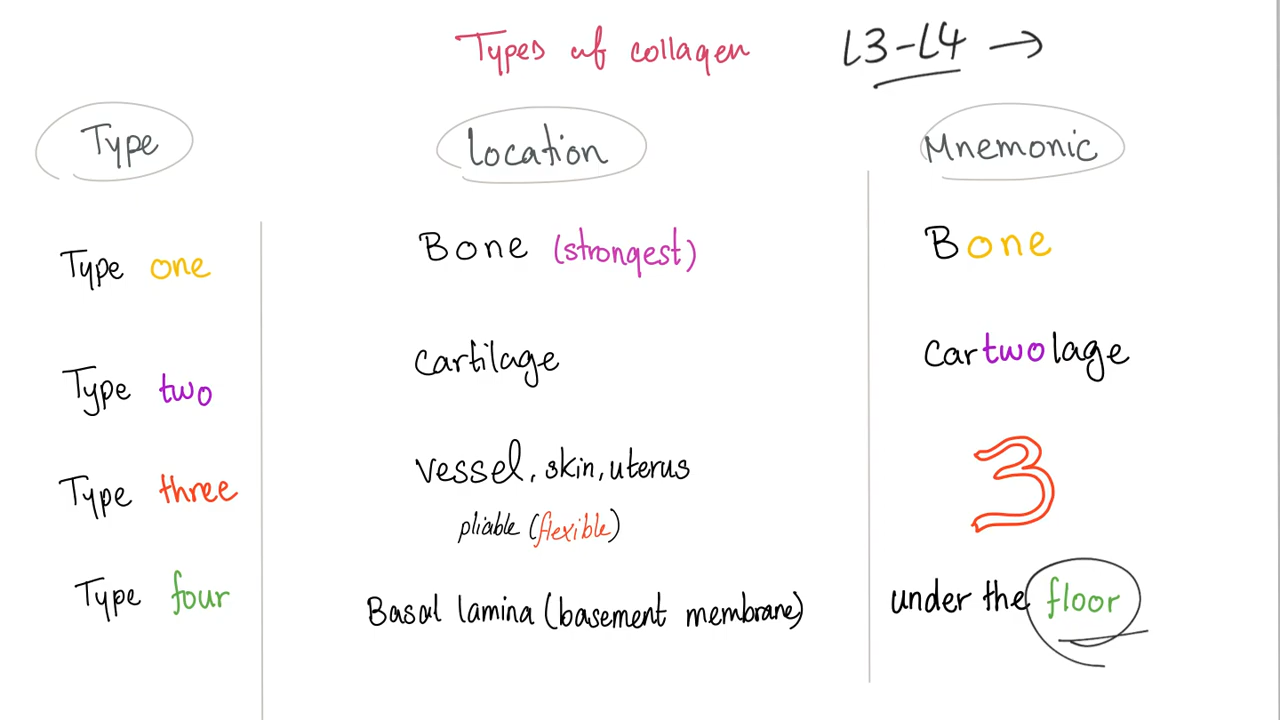 Types of collagen
L3-L4 →
Type
Location
Mnemonic
Type one
Bone (strongest)
Bone
Type two
cartilage
cartwolage
Type three
vessel, skin, uterus
pliable (flexible)
3
Type four
Basal lamina (basement membrane)
under the floor